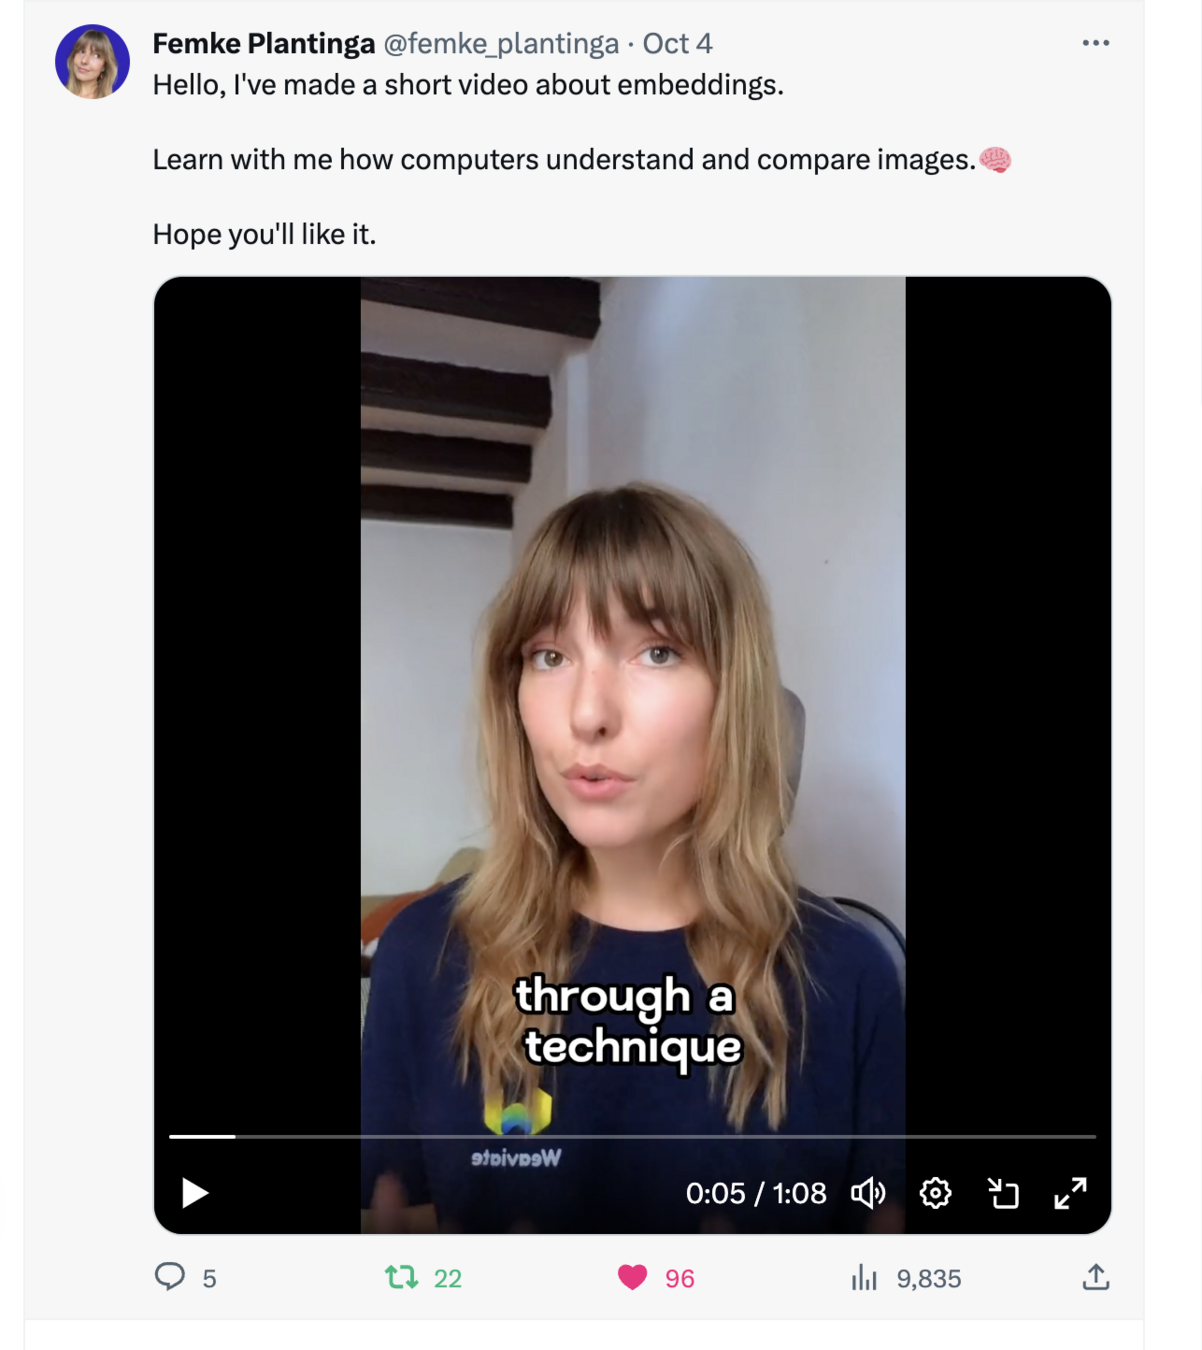 Femke Plantinga @femke_plantinga · Oct 4
Hello, I've made a short video about embeddings.
Learn with me how computers understand and compare images.🧠
Hope you'll like it.
through a
technique
Weaviate
0:05 / 1:08
5 22 96 9,835